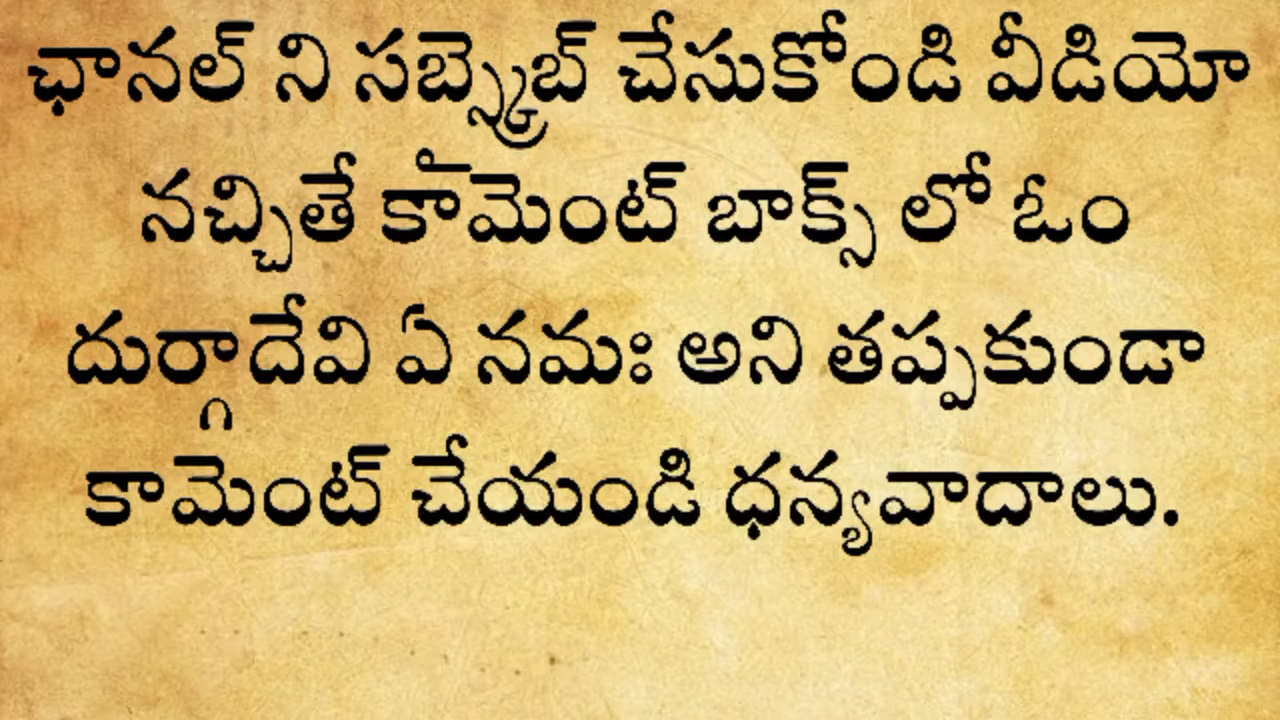 ఛానల్ ని సబ్స్క్రైబ్ చేసుకోండి వీడియో
నచ్చితే కామెంట్ బాక్స్ లో ఓం
దుర్గాదేవి ఏ నమః అని తప్పకుండా
కామెంట్ చేయండి ధన్యవాదాలు.